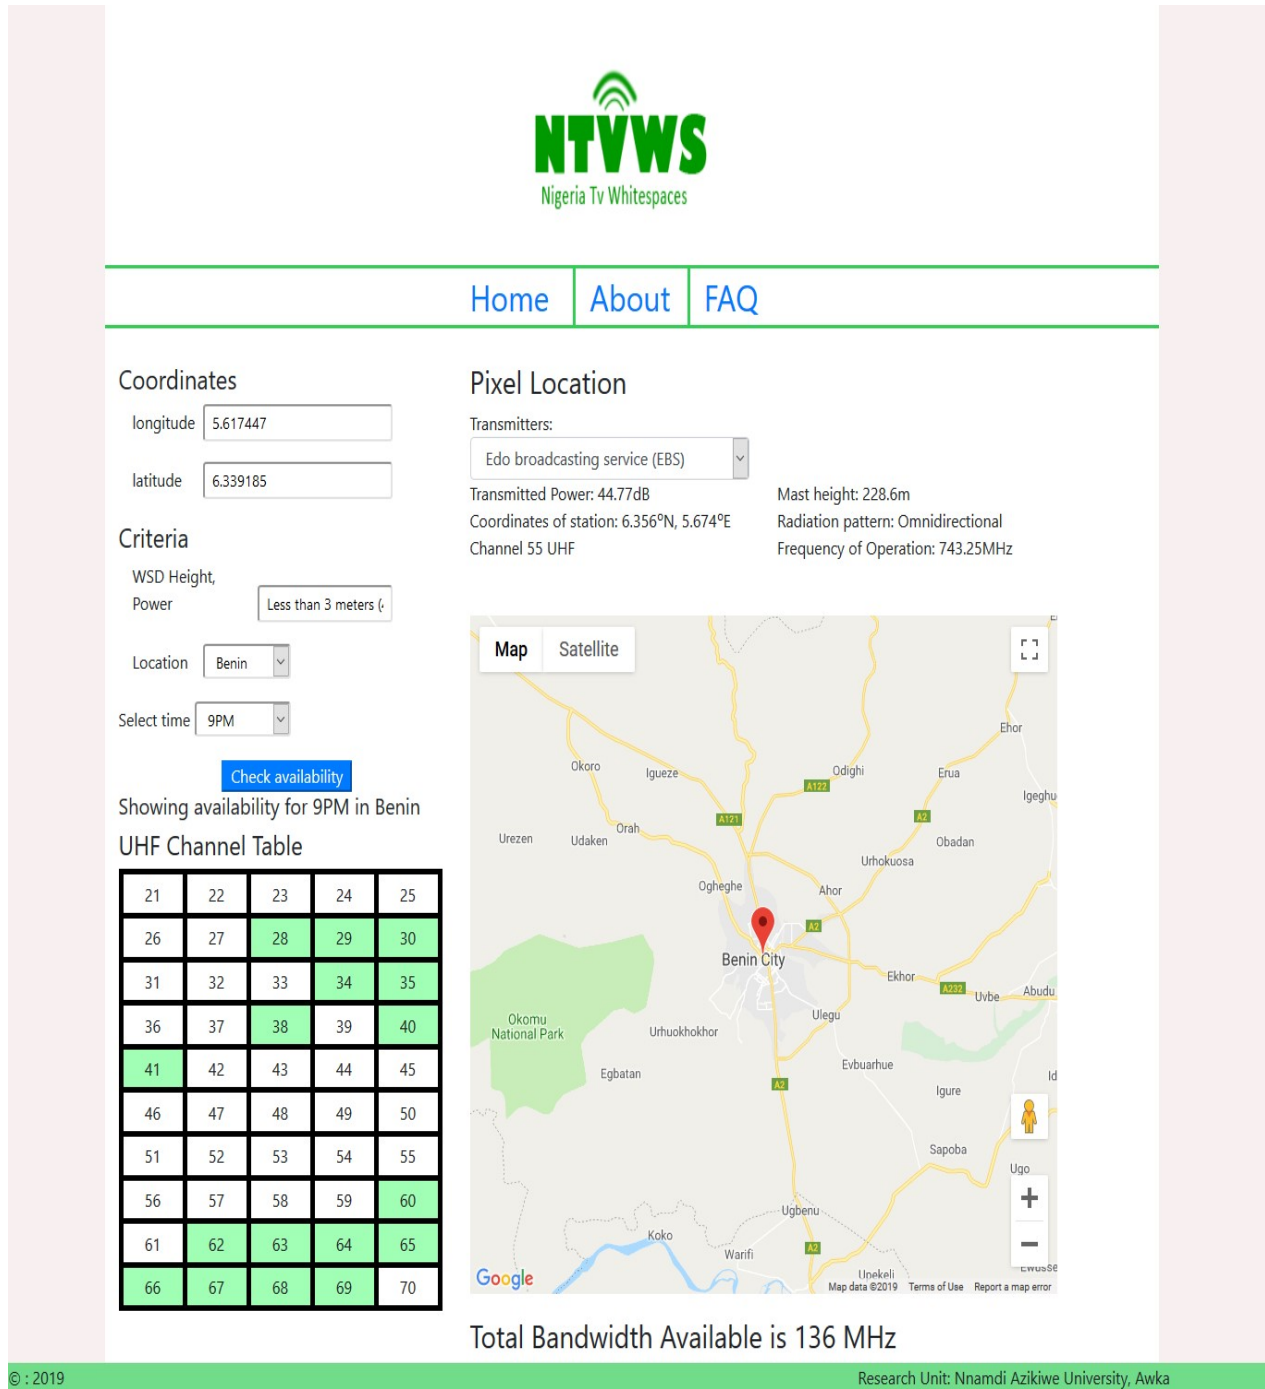 NTVWS
Nigeria Tv Whitespaces
Home About FAQ
Coordinates
longitude 5.617447
latitude 6.339185
Criteria
WSD Height,
Power Less than 3 meters (
Location Benin
Select time 9PM
Check availability
Showing availability for 9PM in Benin
UHF Channel Table
21 22 23 24 25
26 27 28 29 30
31 32 33 34 35
36 37 38 39 40
41 42 43 44 45
46 47 48 49 50
51 52 53 54 55
56 57 58 59 60
61 62 63 64 65
66 67 68 69 70
Pixel Location
Transmitters:
Edo broadcasting service (EBS)
Transmitted Power: 44.77dB
Coordinates of station: 6.356⁰N, 5.674⁰E
Channel 55 UHF
Mast height: 228.6m
Radiation pattern: Omnidirectional
Frequency of Operation: 743.25MHz
Map Satellite
Ehor
Okoro
Igueze
Odighi
Erua
A122
Igeghu
A121
A2
Orah
Urezen
Udaken
Obadan
Urhokuosa
Ogheghe
Ahor
A2
Benin City
Ekhor
A232
Uvbe
Abudu
Okomu
National Park
Urhuokhokhor
Ulegu
Egbatan
Evbuarhue
Id
A2
Igure
Sapoba
Ugo
Ugbenu
Koko
Warifi
A2
Upekeli
Ewusse
Google
Map data ©2019 Terms of Use Report a map error
Total Bandwidth Available is 136 MHz
© : 2019
Research Unit: Nnamdi Azikiwe University, Awka